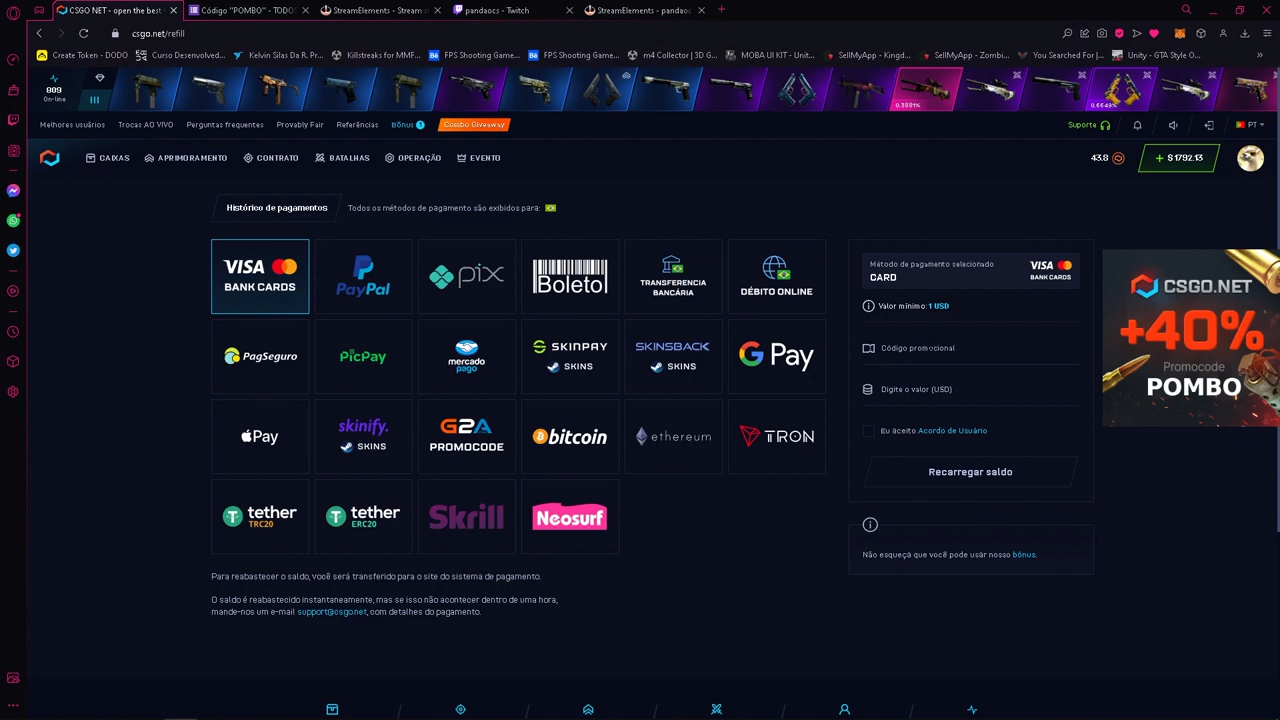 CSGO.NET - open the best
Código "POMBO" - TODOS
StreamElements - Stream s
pandaocs - Twitch
StreamElements - pandaoc
csgo.net/refill
Create Token - DODO
Curso Desenvolved...
Kelvin Silas Da R. Pr...
Killstreaks for MMF...
FPS Shooting Game...
FPS Shooting Game...
m4 Collector | 3D G...
MOBA UI KIT - Unit...
SellMyApp - Kingd...
SellMyApp - Zombi...
You Searched For |...
Unity - GTA Style O...
809
On-line
0.3881%
0.6649%
Melhores usuários
Trocas AO VIVO
Perguntas frequentes
Provably Fair
Referências
Bônus
Combo Giveaway
Suporte
PT
CAIXAS
APRIMORAMENTO
CONTRATO
BATALHAS
OPERAÇÃO
EVENTO
43.8
+ $ 1792.13
Histórico de pagamentos
Todos os métodos de pagamento são exibidos para:
VISA
BANK CARDS
PayPal
pix
Boleto
TRANSFERENCIA
BANCÁRIA
DÉBITO ONLINE
PagSeguro
PicPay
mercado
pago
SKINPAY
SKINS
SKINSBACK
SKINS
G Pay
Pay
skinify.
SKINS
G2A
PROMOCODE
bitcoin
ethereum
TRON
tether
TRC20
tether
ERC20
Skrill
Neosurf
Para reabastecer o saldo, você será transferido para o site do sistema de pagamento.
O saldo é reabastecido instantaneamente, mas se isso não acontecer dentro de uma hora,
mande-nos um e-mail support@csgo.net, com detalhes do pagamento.
Método de pagamento selecionado
CARD
VISA
BANK CARDS
Valor mínimo: 1 USD
Código promocional
Digite o valor (USD)
Eu aceito Acordo de Usuário
Recarregar saldo
Não esqueça que você pode usar nosso bônus.
CSGO.NET
+40%
Promocode
POMBO